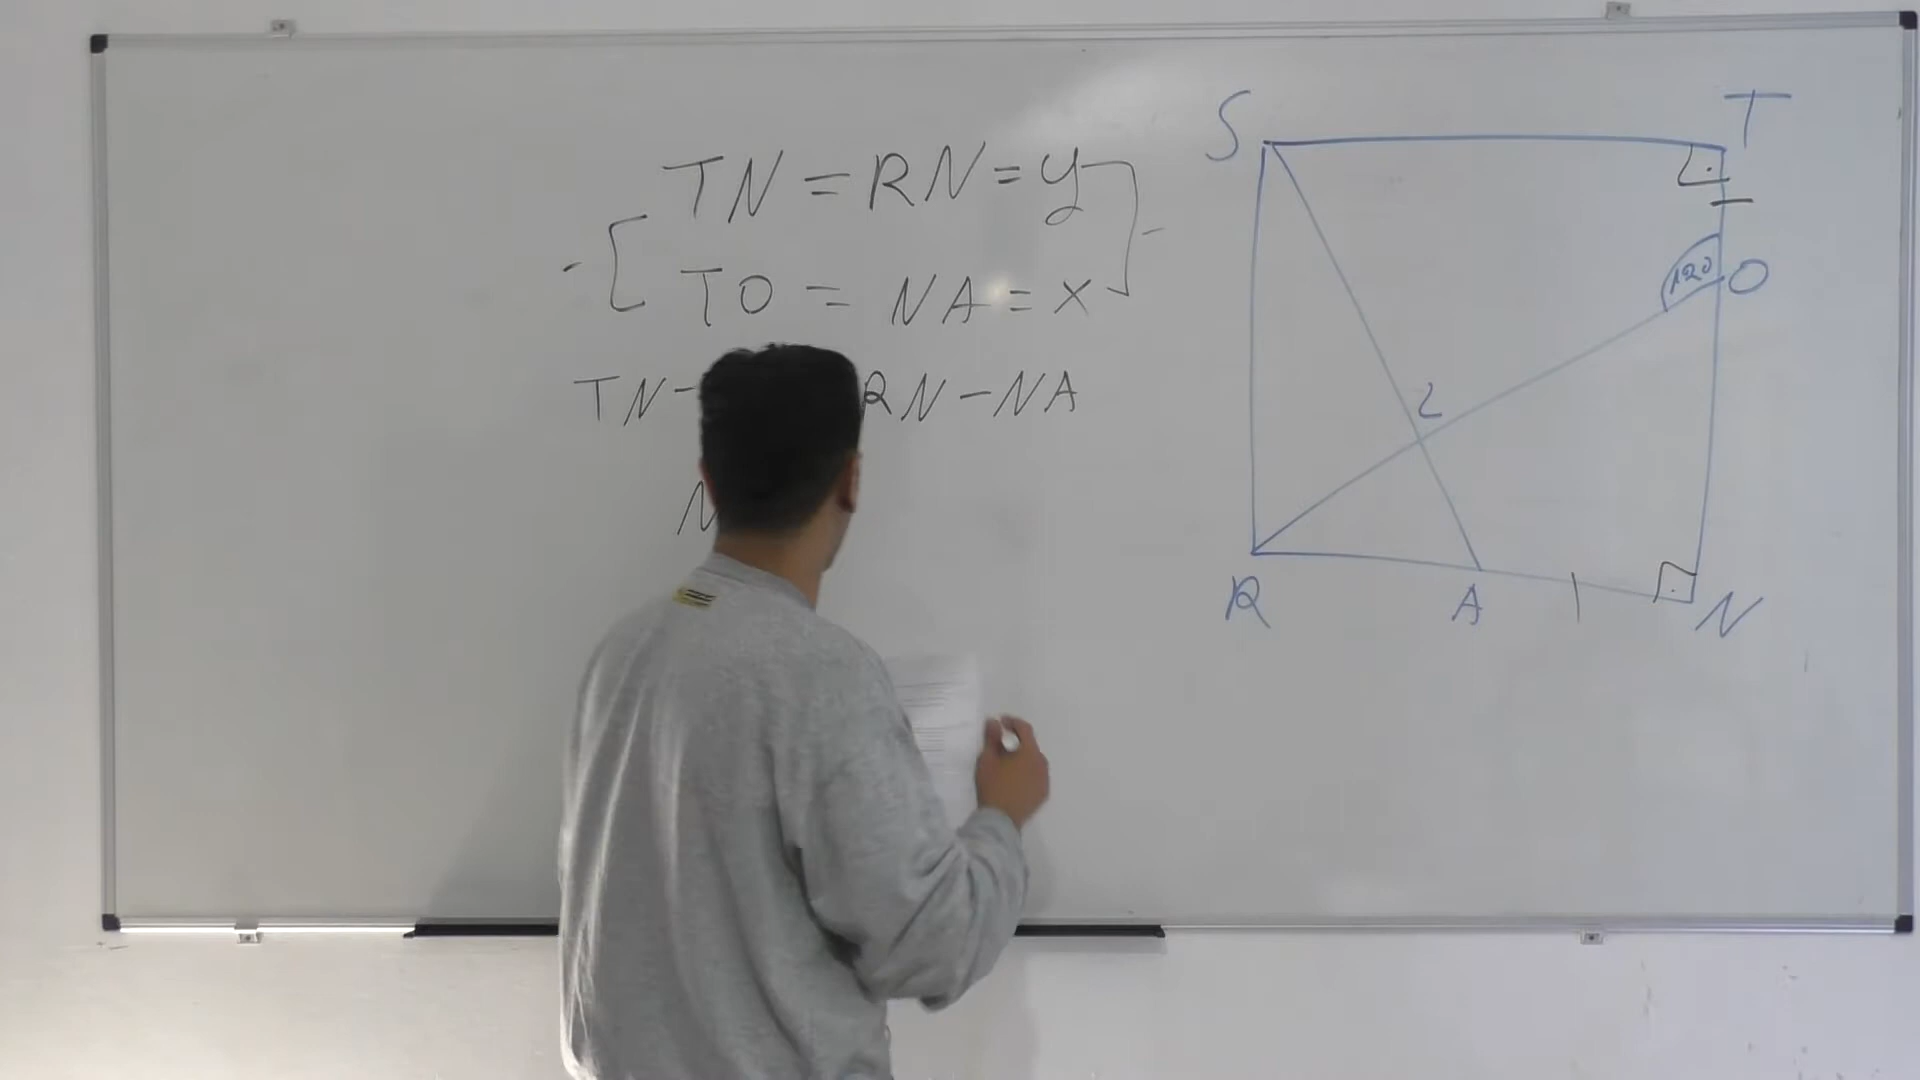 TN = RN = y
TO = NA = x
TN - RN - NA
N
S
T
120
O
L
R
A
N